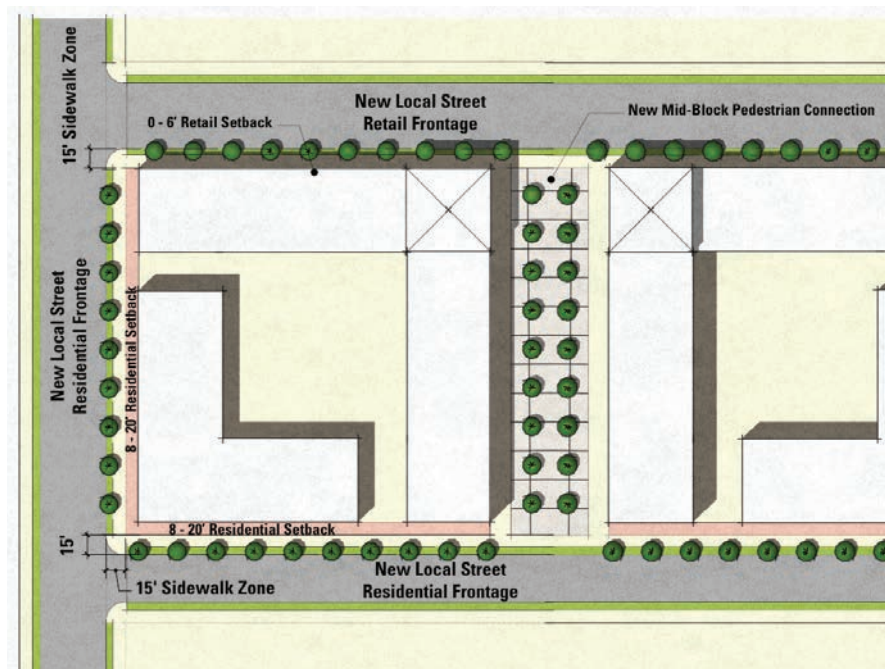 15' Sidewalk Zone
0 - 6' Retail Setback
New Local Street
Retail Frontage
New Mid-Block Pedestrian Connection
New Local Street
Residential Frontage
8 - 20' Residential Setback
8 - 20' Residential Setback
15'
15' Sidewalk Zone
New Local Street
Residential Frontage